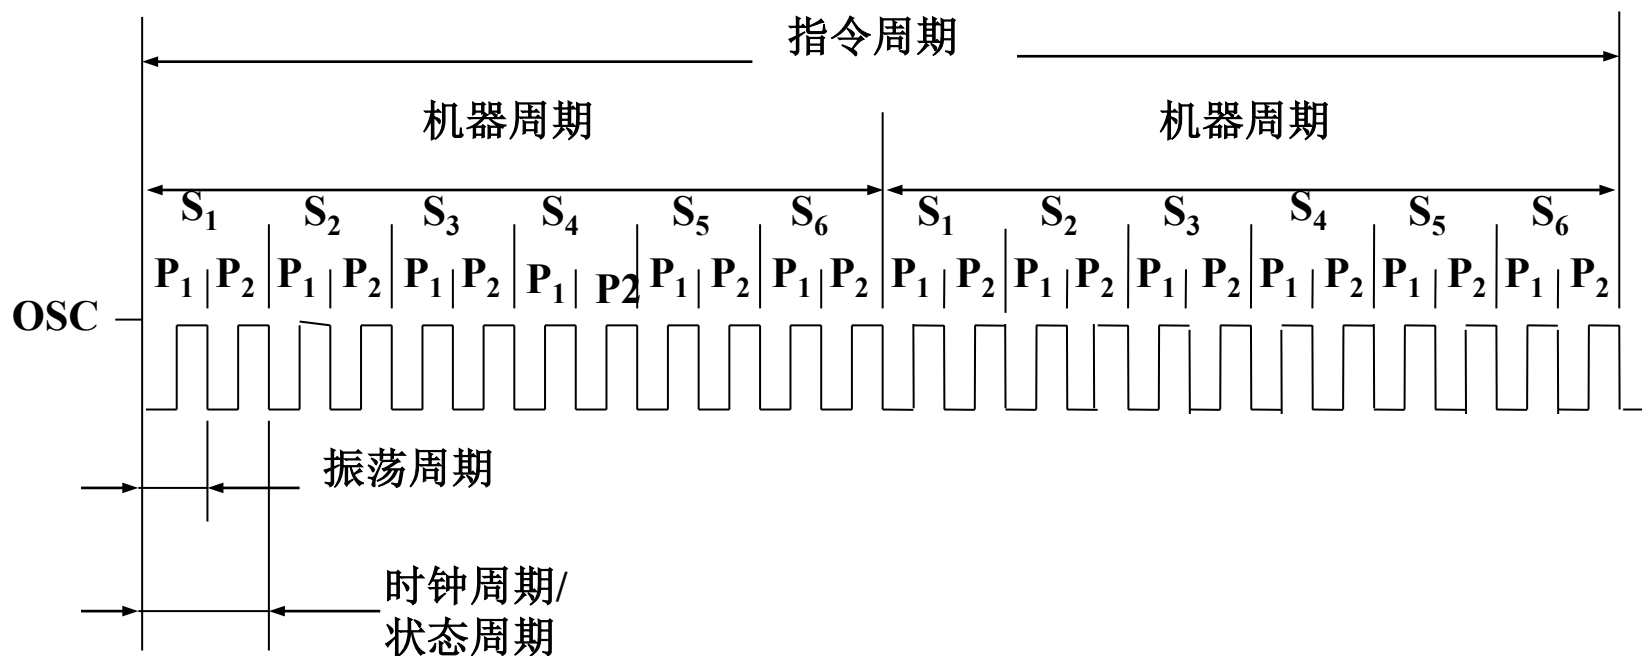 指令周期
机器周期 机器周期
S₁ S₂ S₃ S₄ S₅ S₆ S₁ S₂ S₃ S₄ S₅ S₆
P₁ P₂ P₁ P₂ P₁ P₂ P₁ P2 P₁ P₂ P₁ P₂ P₁ P₂ P₁ P₂ P₁ P₂ P₁ P₂ P₁ P₂ P₁ P₂
OSC
振荡周期
时钟周期/
状态周期